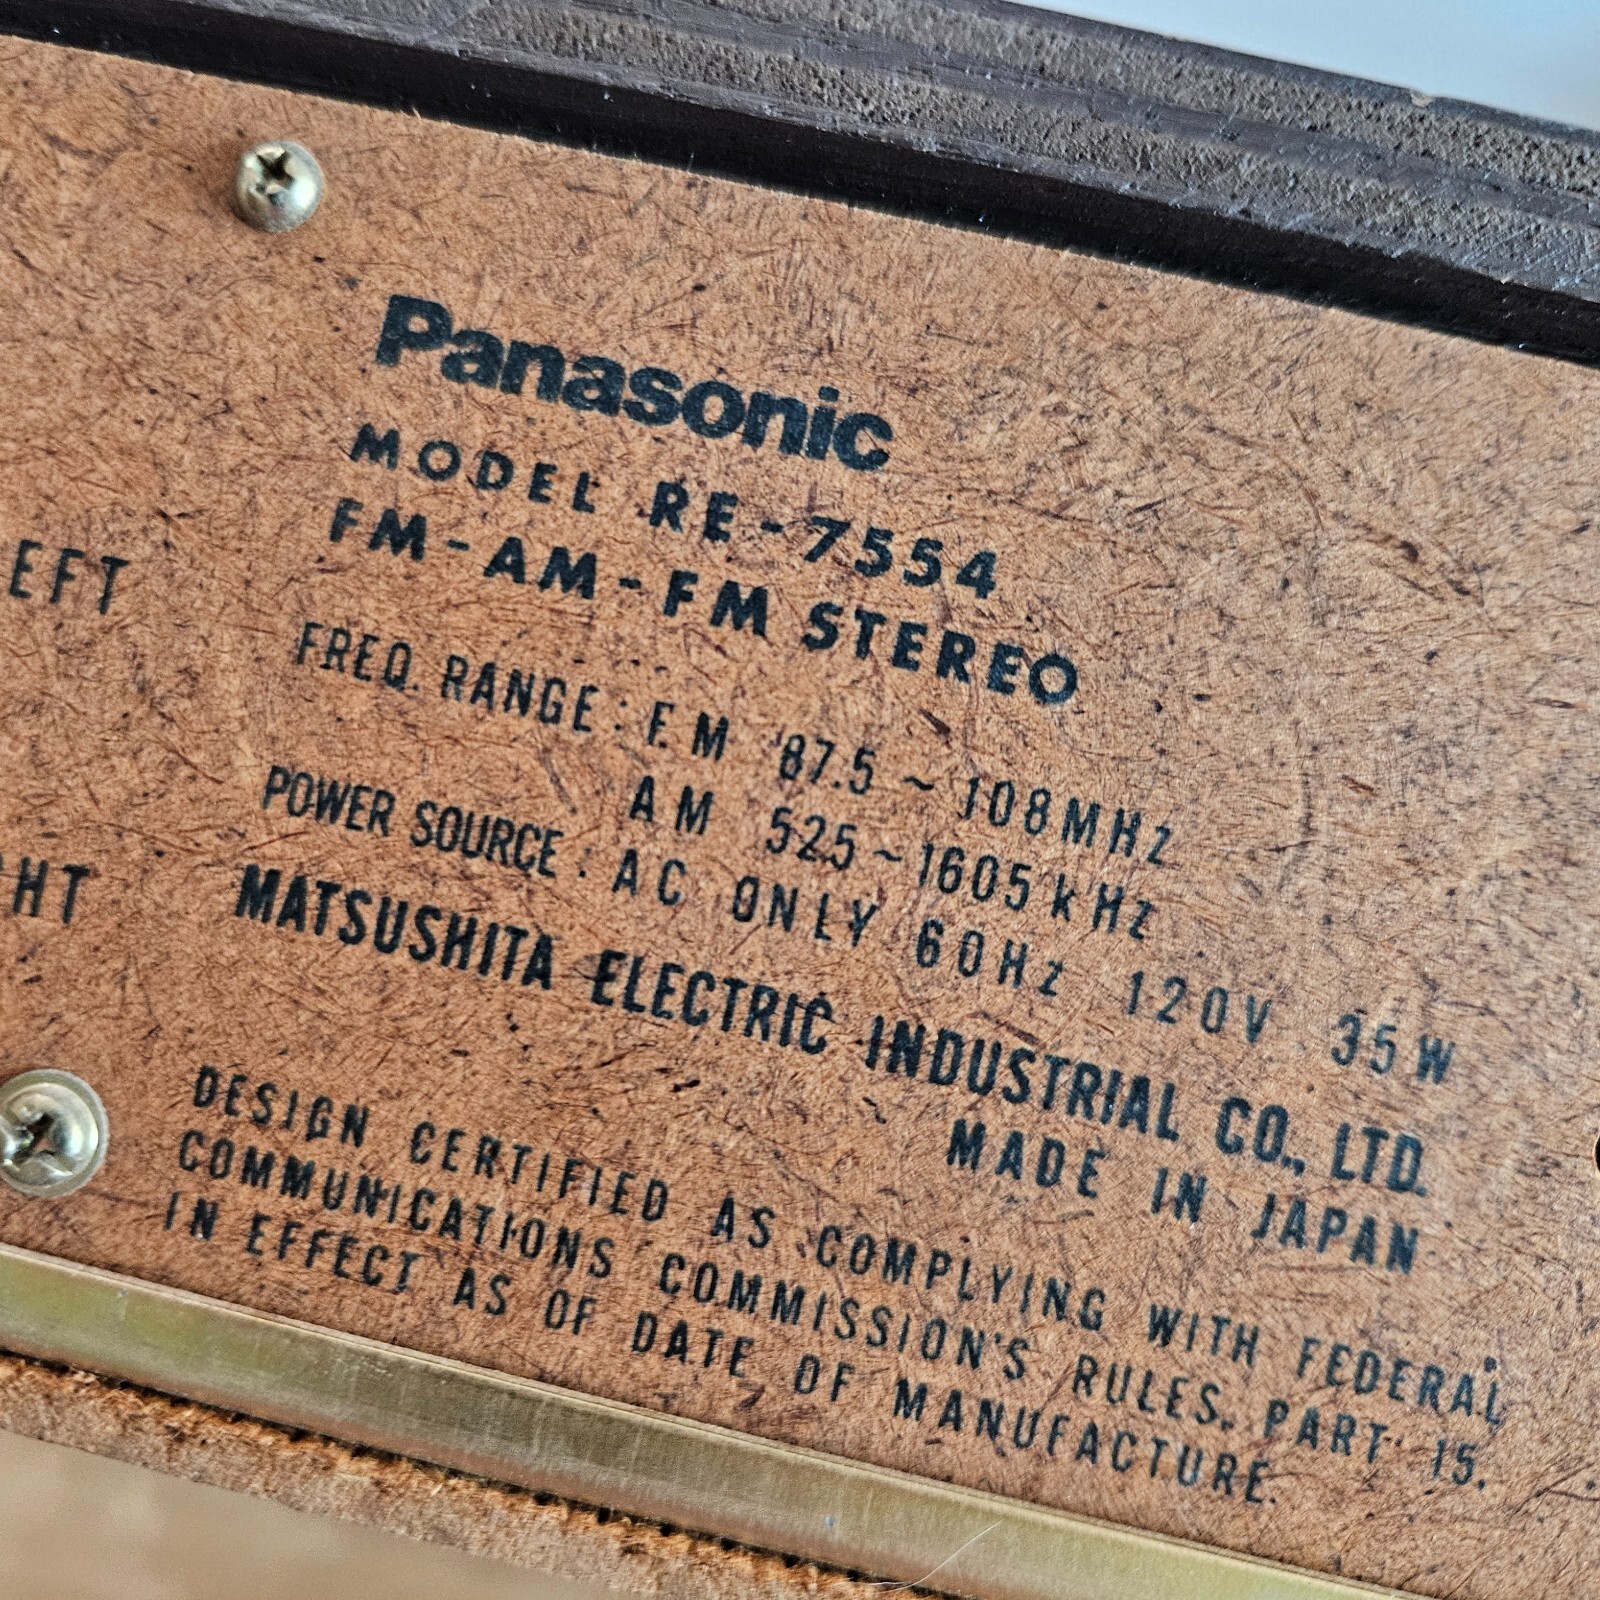 Panasonic
MODEL RE-7554
FM-AM-FM STEREO
EFT
FREQ. RANGE: F.M 87.5 ~ 108MHz
AM 525 ~ 1605kHz
POWER SOURCE: AC ONLY 60Hz 120V 35W
HT
MATSUSHITA ELECTRIC INDUSTRIAL CO., LTD.
MADE IN JAPAN
DESIGN CERTIFIED AS COMPLYING WITH FEDERAL
COMMUNICATIONS COMMISSION'S RULES, PART 15.
IN EFFECT AS OF DATE OF MANUFACTURE.